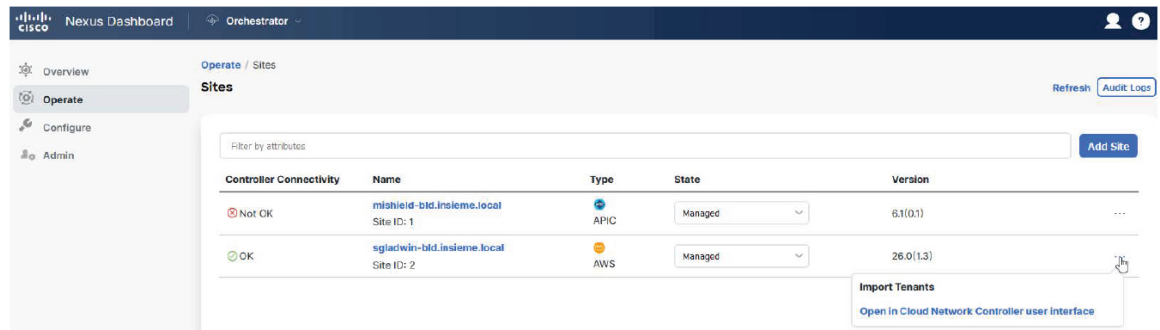 cisco Nexus Dashboard Orchestrator
Overview
Operate
Configure
Admin
Operate / Sites
Sites
Refresh Audit Logs
Filter by attributes
Add Site
Controller Connectivity Name Type State Version
Not OK mishield-bld.insieme.local APIC Managed 6.1(0.1) ...
Site ID: 1
OK sgladwin-bld.insieme.local AWS Managed 26.0(1.3) ...
Site ID: 2
Import Tenants
Open in Cloud Network Controller user interface